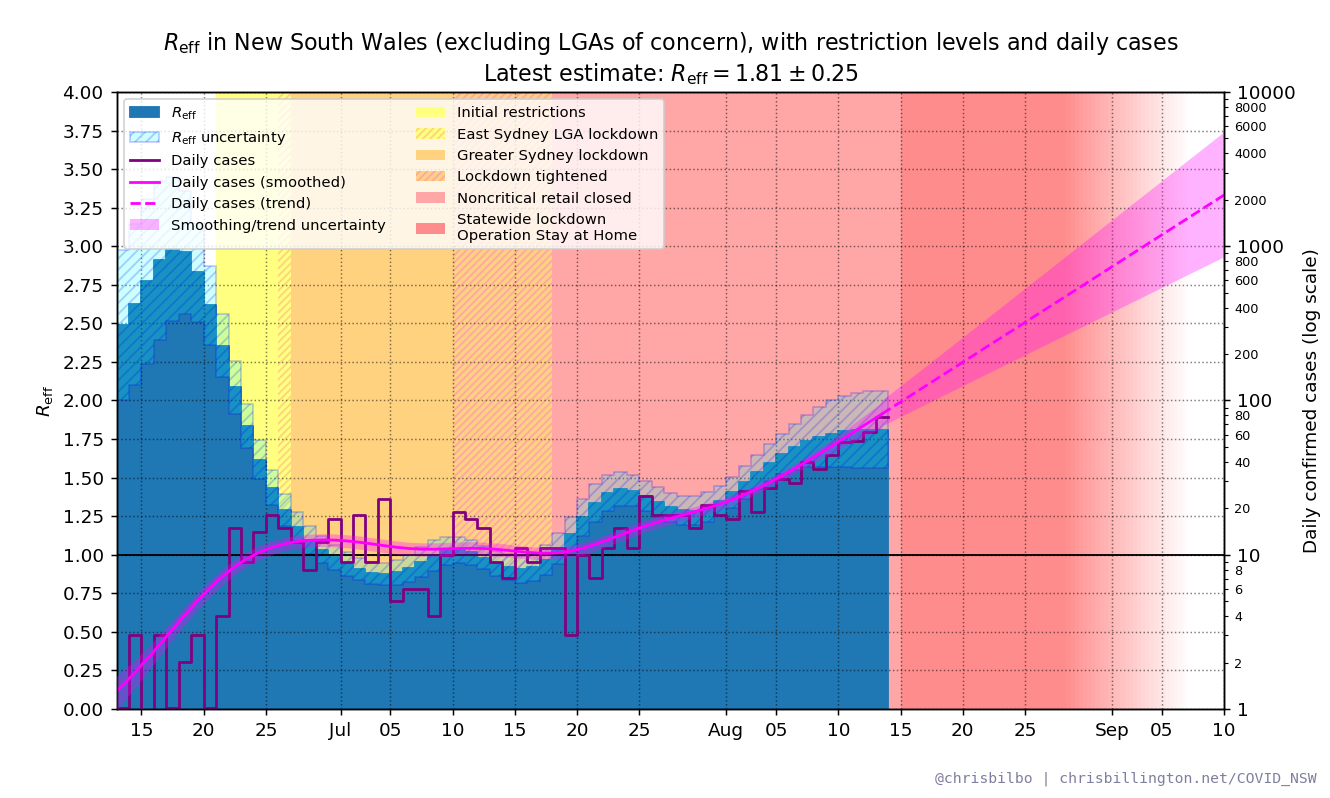 Reff in New South Wales (excluding LGAs of concern), with restriction levels and daily cases
Latest estimate: Reff = 1.81 ± 0.25
Reff
Reff uncertainty
Daily cases
Daily cases (smoothed)
Daily cases (trend)
Smoothing/trend uncertainty
Initial restrictions
East Sydney LGA lockdown
Greater Sydney lockdown
Lockdown tightened
Noncritical retail closed
Statewide lockdown
Operation Stay at Home
4.00
3.75
3.50
3.25
3.00
2.75
2.50
2.25
2.00
1.75
1.50
1.25
1.00
0.75
0.50
0.25
0.00
Reff
10000
8000
6000
4000
2000
1000
800
600
400
200
100
80
60
40
20
10
8
6
4
2
1
Daily confirmed cases (log scale)
15 20 25 Jul 05 10 15 20 25 Aug 05 10 15 20 25 Sep 05 10
@chrisbilbo | chrisbillington.net/COVID_NSW